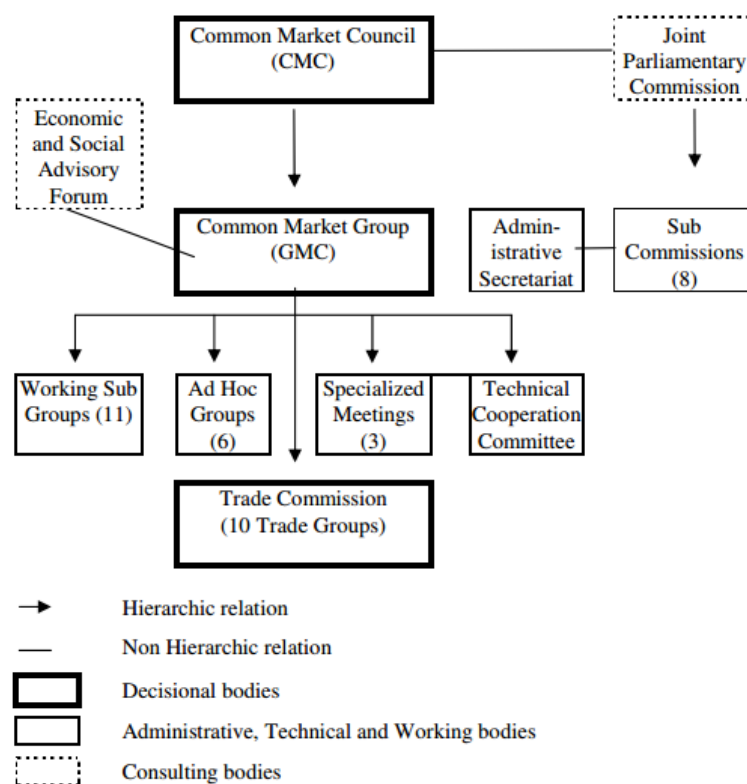 Common Market Council
(CMC)
Joint
Parliamentary
Commission
Economic
and Social
Advisory
Forum
Common Market Group
(GMC)
Admin-
istrative
Secretariat
Sub
Commissions
(8)
Working Sub
Groups (11)
Ad Hoc
Groups
(6)
Specialized
Meetings
(3)
Technical
Cooperation
Committee
Trade Commission
(10 Trade Groups)
Hierarchic relation
Non Hierarchic relation
Decisional bodies
Administrative, Technical and Working bodies
Consulting bodies